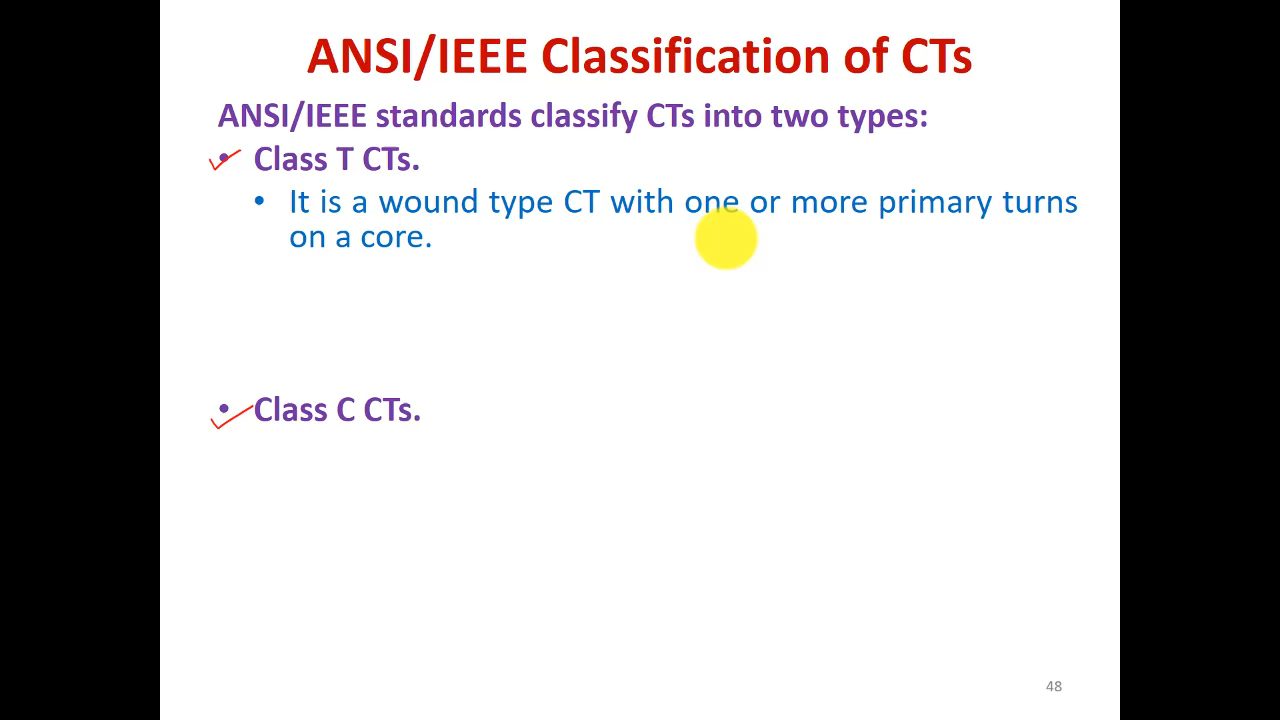 ANSI/IEEE Classification of CTs
ANSI/IEEE standards classify CTs into two types:
• Class T CTs.
• It is a wound type CT with one or more primary turns
on a core.
• Class C CTs.
48